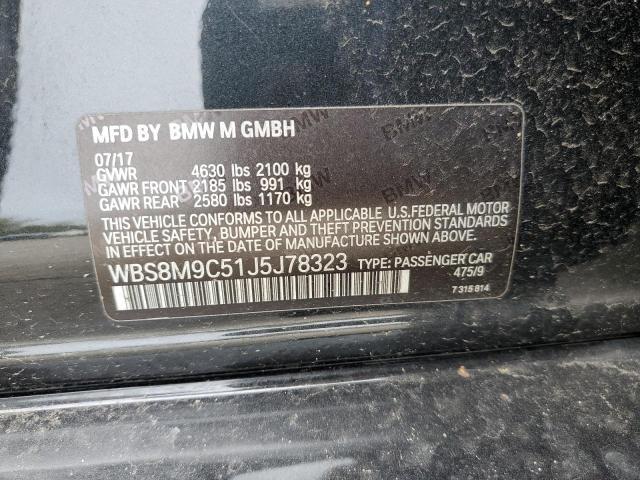 MFD BY BMW M GMBH
07/17
GVWR 4630 lbs 2100 kg
GAWR FRONT 2185 lbs 991 kg
GAWR REAR 2580 lbs 1170 kg
THIS VEHICLE CONFORMS TO ALL APPLICABLE U.S.FEDERAL MOTOR
VEHICLE SAFETY, BUMPER, AND THEFT PREVENTION STANDARDS
IN EFFECT ON THE DATE OF MANUFACTURE SHOWN ABOVE.
WBS8M9C51J5J78323 TYPE: PASSENGER CAR
475/9
7 315 814